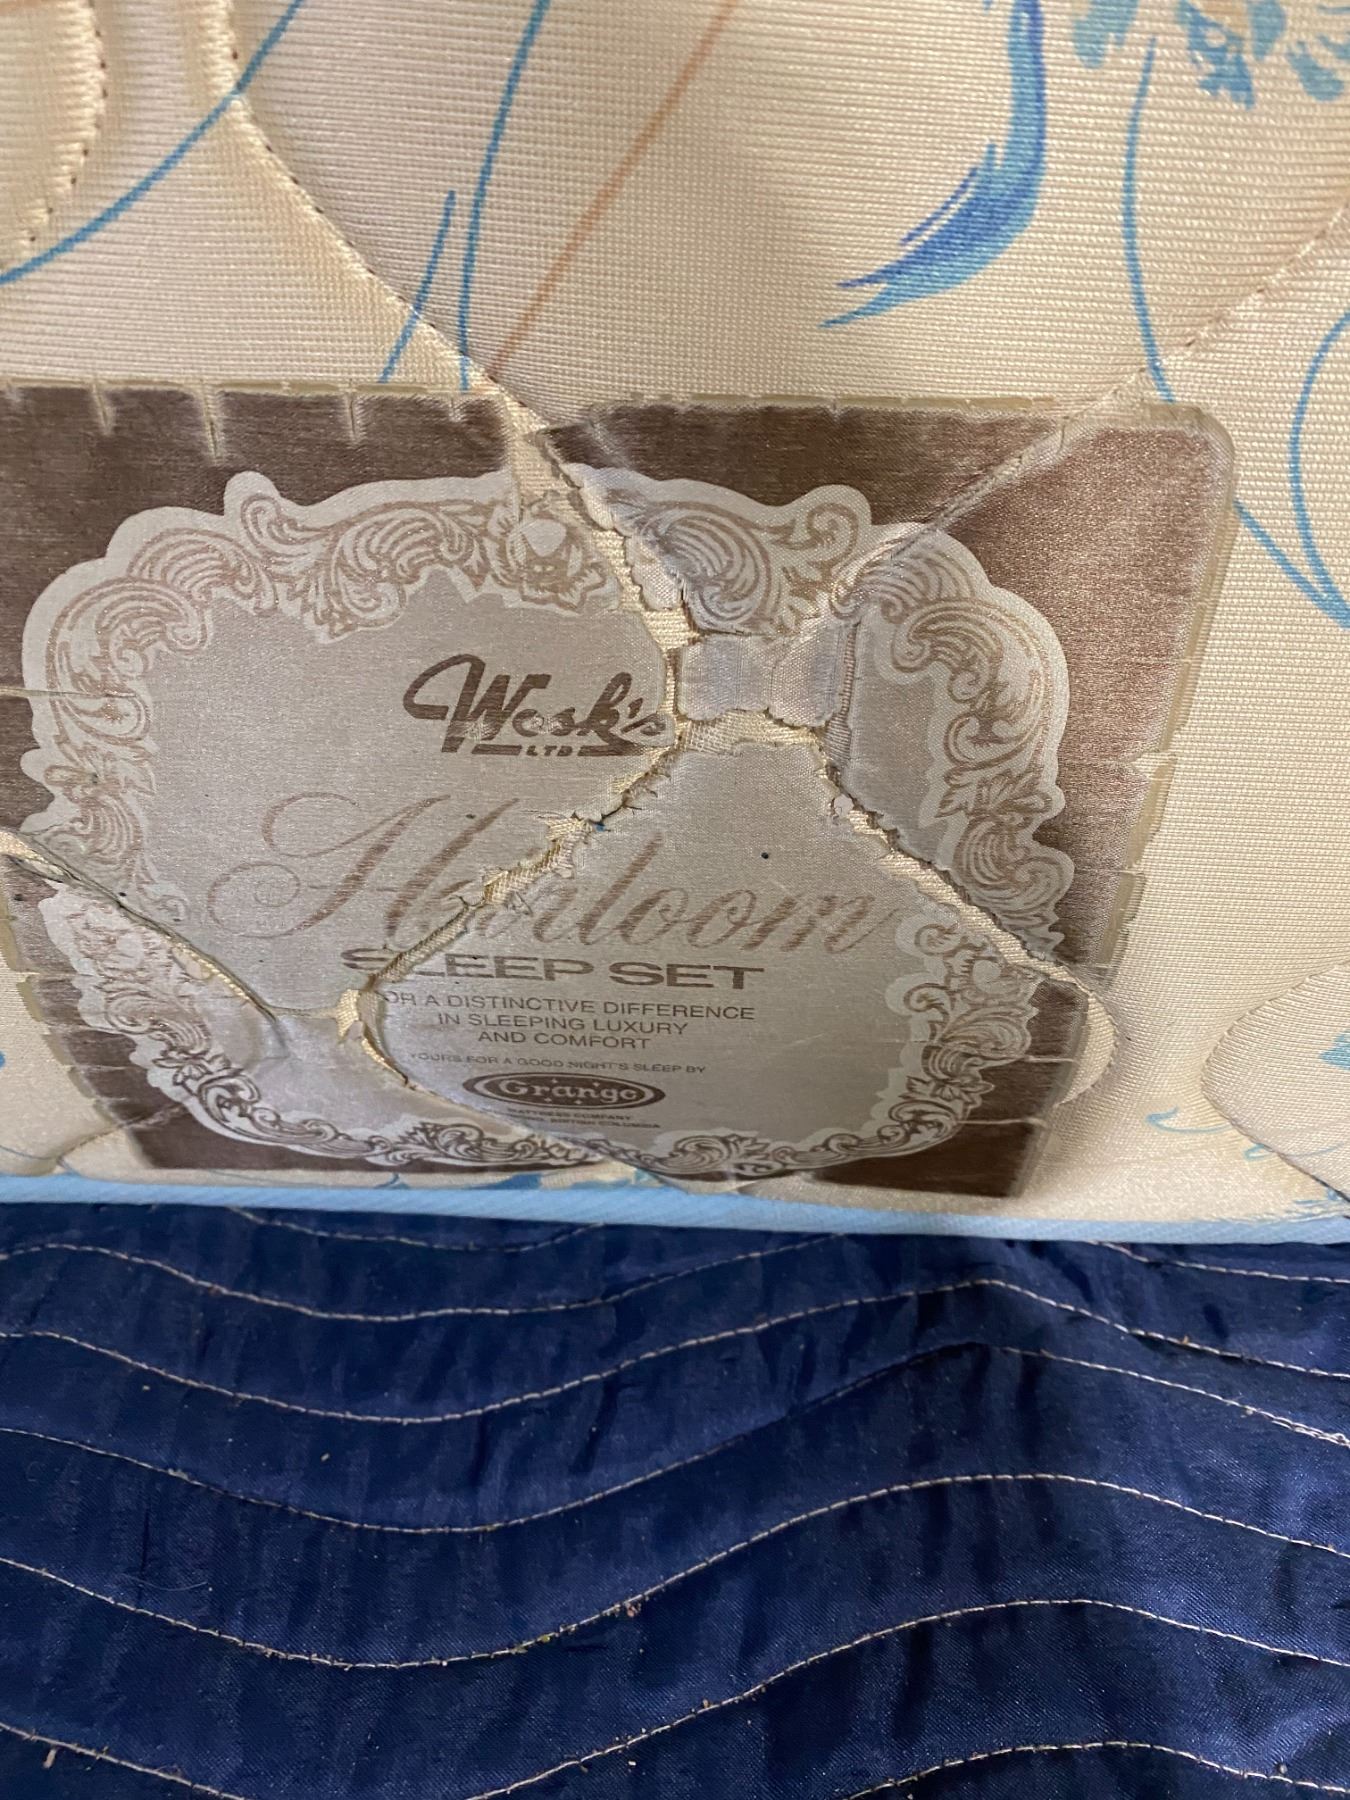 Wosk's
LTD
Heirloom
SLEEP SET
FOR A DISTINCTIVE DIFFERENCE
IN SLEEPING LUXURY
AND COMFORT
YOURS FOR A GOOD NIGHT'S SLEEP BY
Grango
MATTRESS COMPANY
BRITISH COLUMBIA